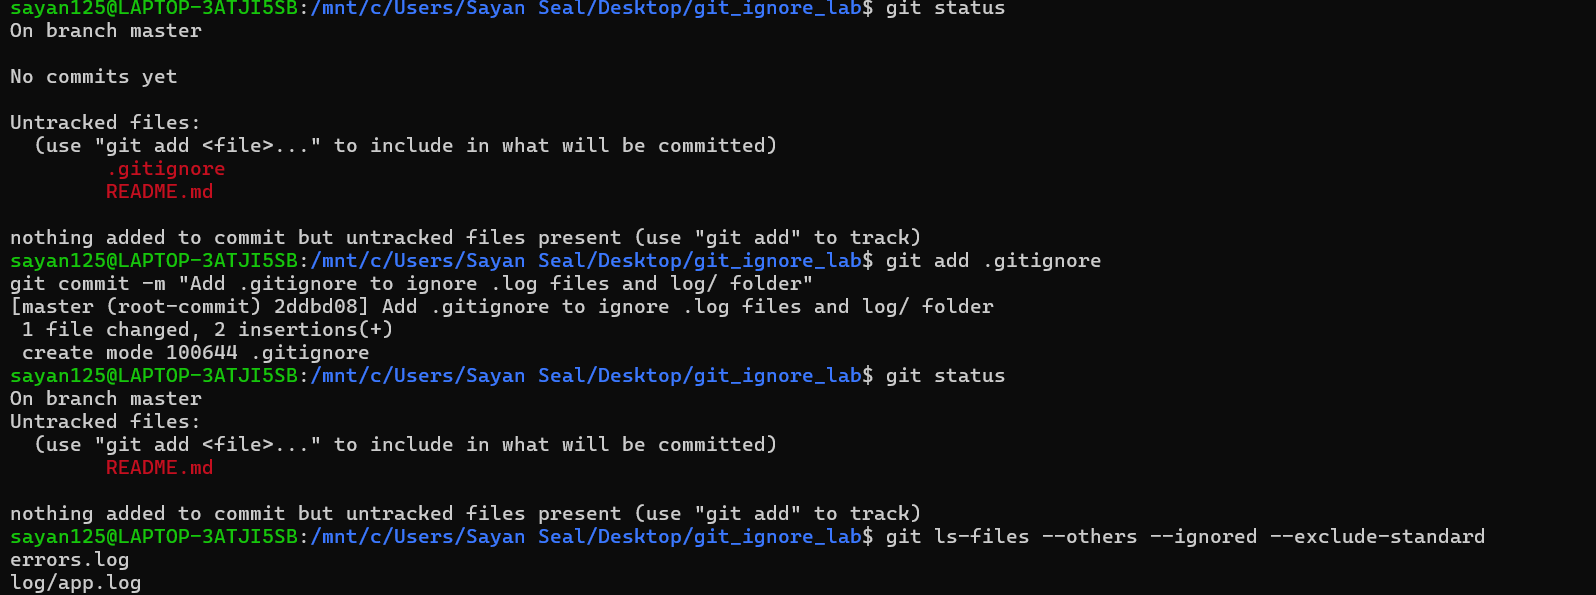 sayan125@LAPTOP-3ATJI5SB:/mnt/c/Users/Sayan Seal/Desktop/git_ignore_lab$ git status
On branch master
No commits yet
Untracked files:
  (use "git add <file>..." to include in what will be committed)
        .gitignore
        README.md
nothing added to commit but untracked files present (use "git add" to track)
sayan125@LAPTOP-3ATJI5SB:/mnt/c/Users/Sayan Seal/Desktop/git_ignore_lab$ git add .gitignore
git commit -m "Add .gitignore to ignore .log files and log/ folder"
[master (root-commit) 2ddbd08] Add .gitignore to ignore .log files and log/ folder
 1 file changed, 2 insertions(+)
 create mode 100644 .gitignore
sayan125@LAPTOP-3ATJI5SB:/mnt/c/Users/Sayan Seal/Desktop/git_ignore_lab$ git status
On branch master
Untracked files:
  (use "git add <file>..." to include in what will be committed)
        README.md
nothing added to commit but untracked files present (use "git add" to track)
sayan125@LAPTOP-3ATJI5SB:/mnt/c/Users/Sayan Seal/Desktop/git_ignore_lab$ git ls-files --others --ignored --exclude-standard
errors.log
log/app.log